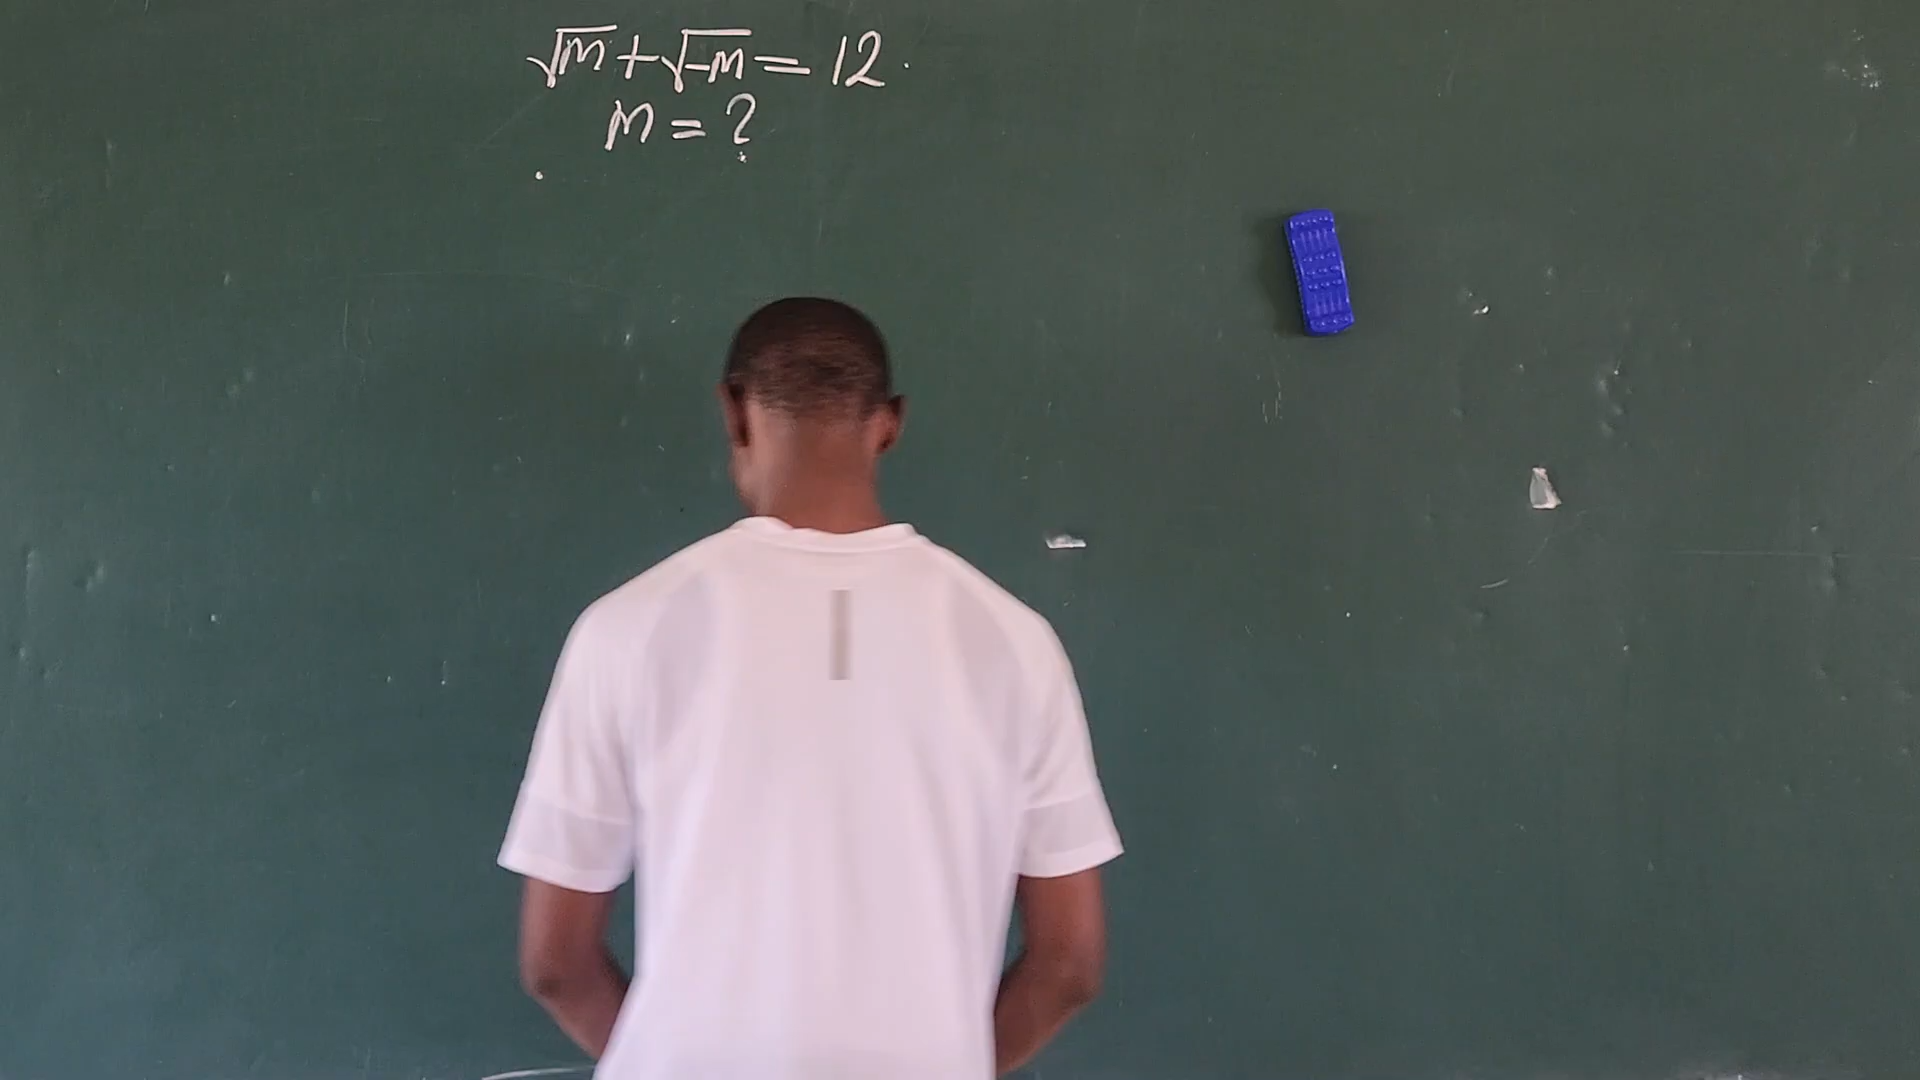 √m + √-m = 12.
m = ?